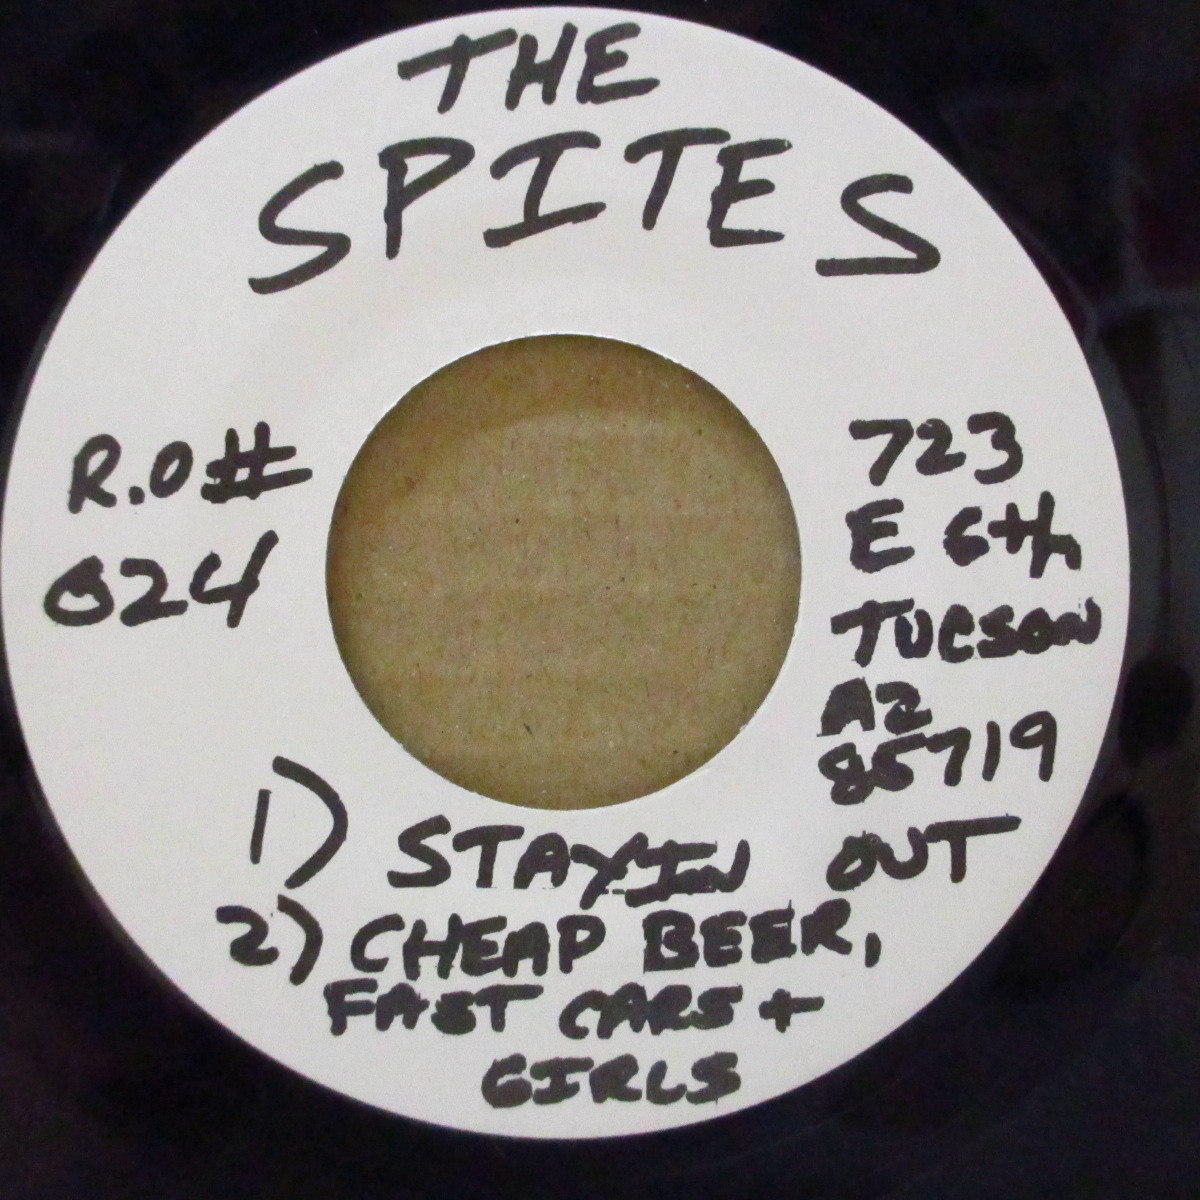 THE
SPITES
R.O#
024
723
E 6th
TUCSON
AZ
85719
1) STAYIN OUT
2) CHEAP BEER,
FAST CARS +
GIRLS